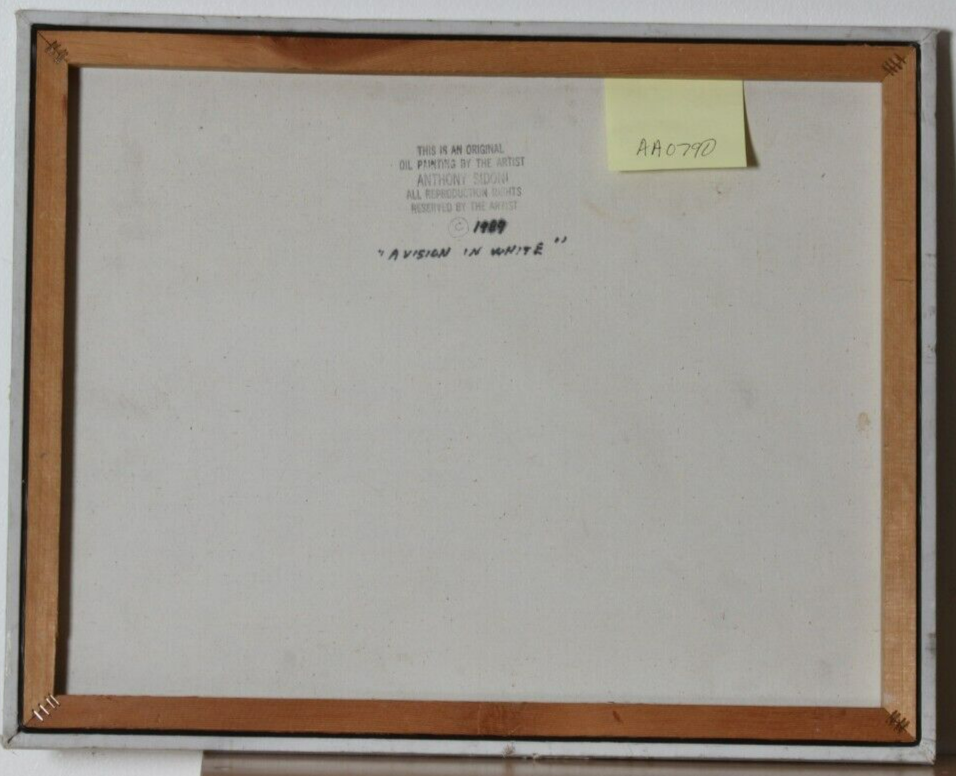 AA0790
THIS IS AN ORIGINAL
OIL PAINTING BY THE ARTIST
ANTHONY SIDONI
ALL REPRODUCTION RIGHTS
RESERVED BY THE ARTIST
© 1989
"A VISION IN WHITE"